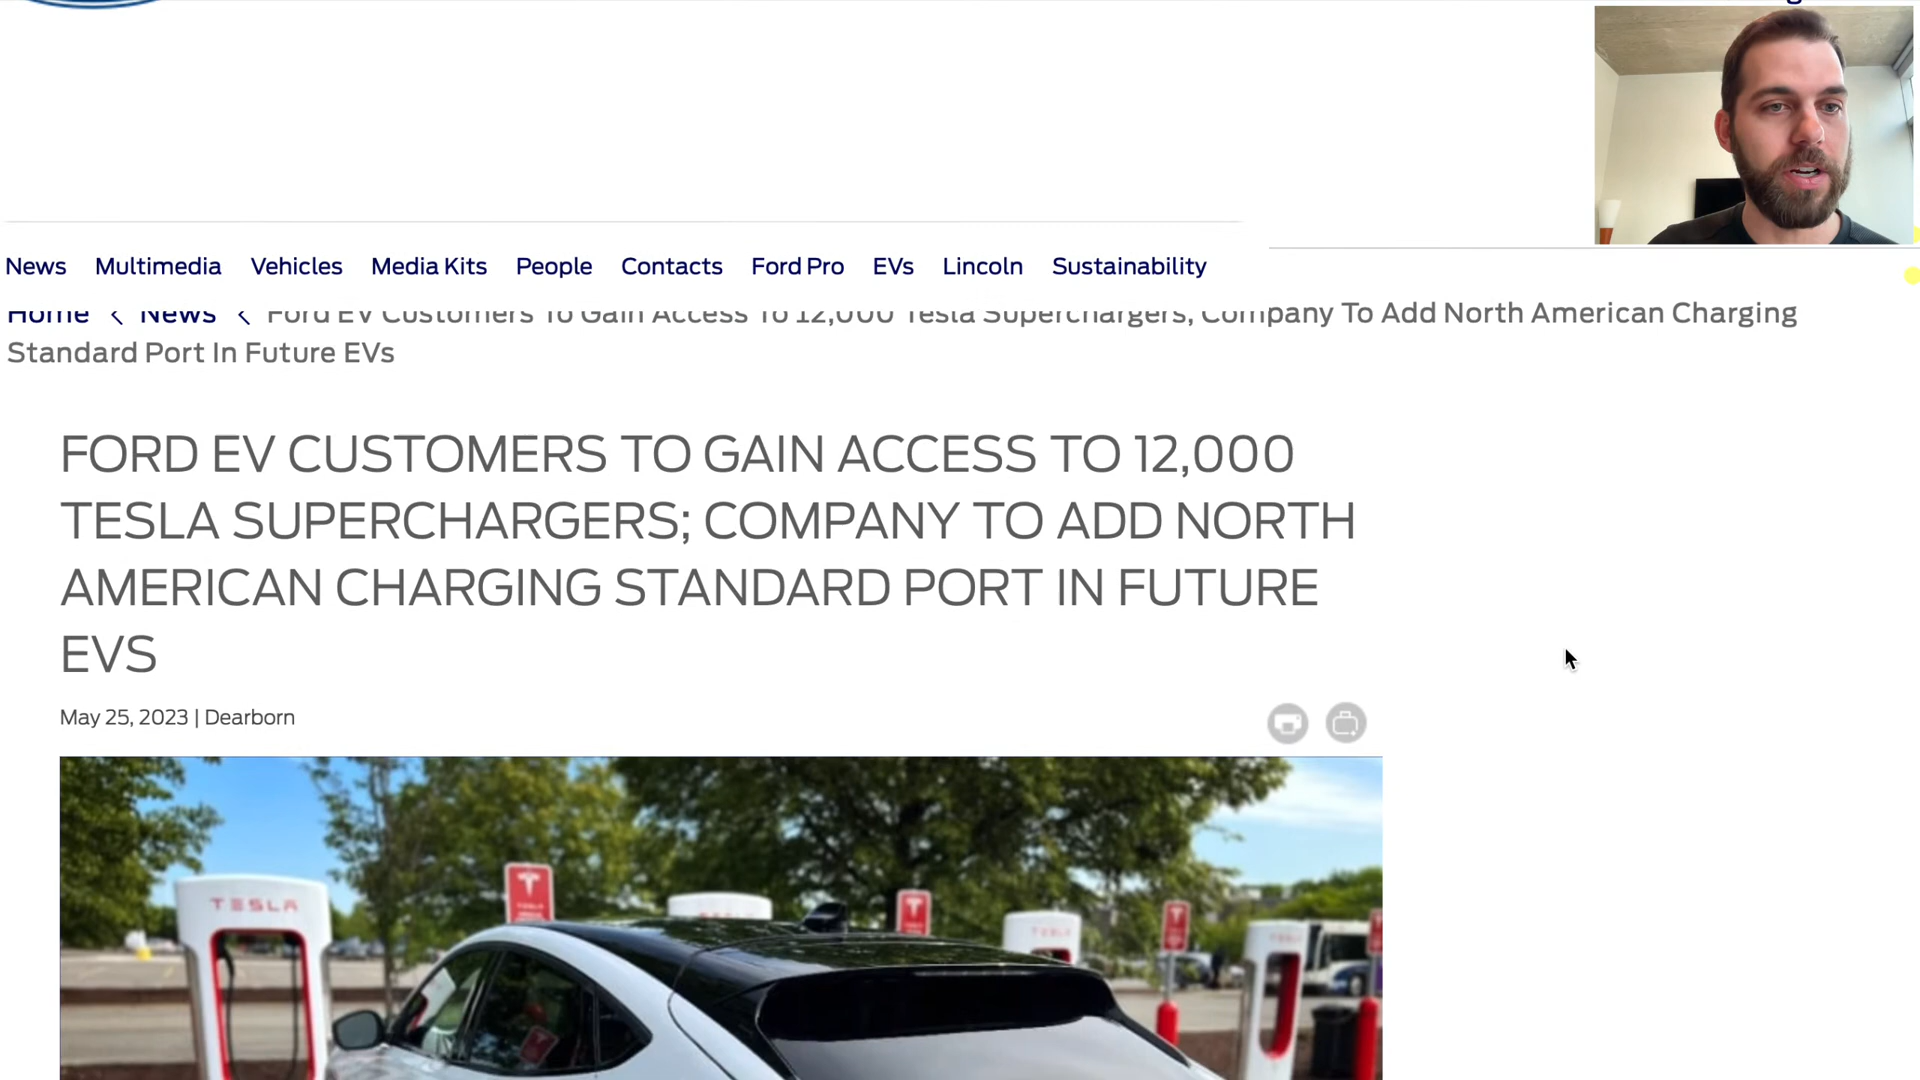 News Multimedia Vehicles Media Kits People Contacts Ford Pro EVs Lincoln Sustainability
Home News Ford EV Customers To Gain Access To 12,000 Tesla Superchargers, Company To Add North American Charging
Standard Port In Future EVs
FORD EV CUSTOMERS TO GAIN ACCESS TO 12,000
TESLA SUPERCHARGERS; COMPANY TO ADD NORTH
AMERICAN CHARGING STANDARD PORT IN FUTURE
EVS
May 25, 2023 | Dearborn
TESLA